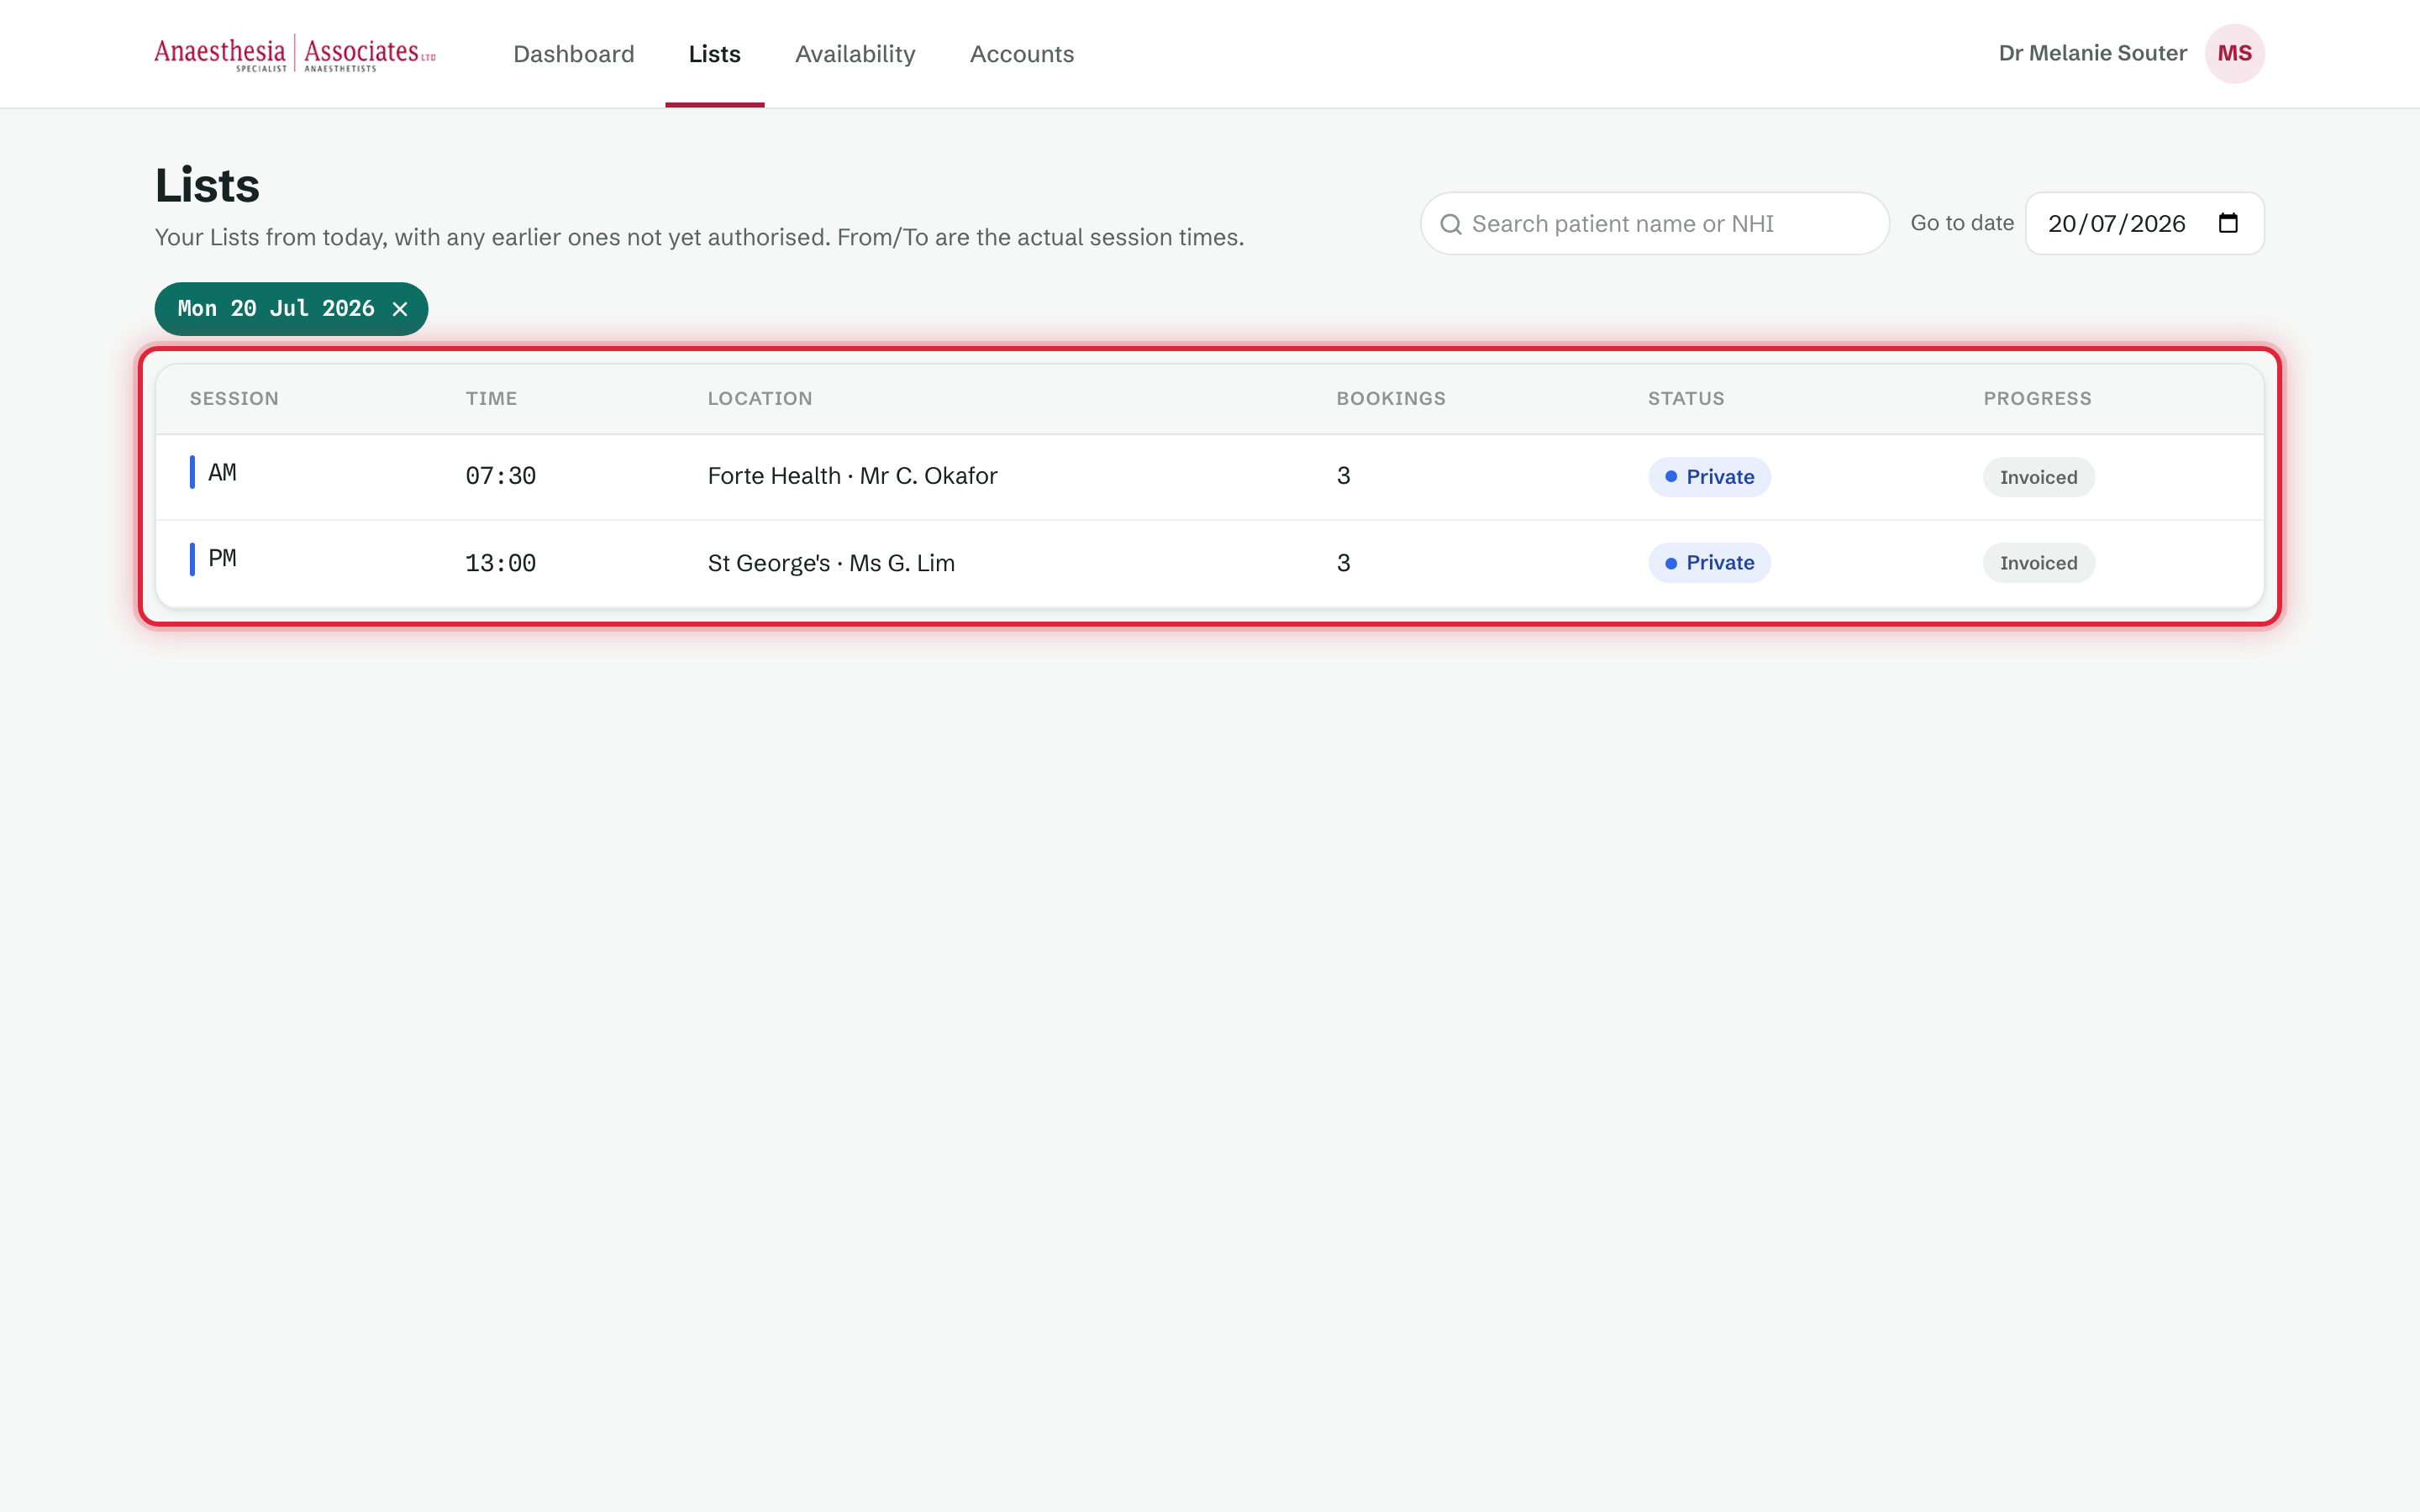 Anaesthesia | Associates LTD
SPECIALIST ANAESTHETISTS
Dashboard Lists Availability Accounts
Dr Melanie Souter MS
Lists
Your Lists from today, with any earlier ones not yet authorised. From/To are the actual session times.
Search patient name or NHI Go to date 20/07/2026
Mon 20 Jul 2026 ×
SESSION TIME LOCATION BOOKINGS STATUS PROGRESS
AM 07:30 Forte Health · Mr C. Okafor 3 Private Invoiced
PM 13:00 St George's · Ms G. Lim 3 Private Invoiced